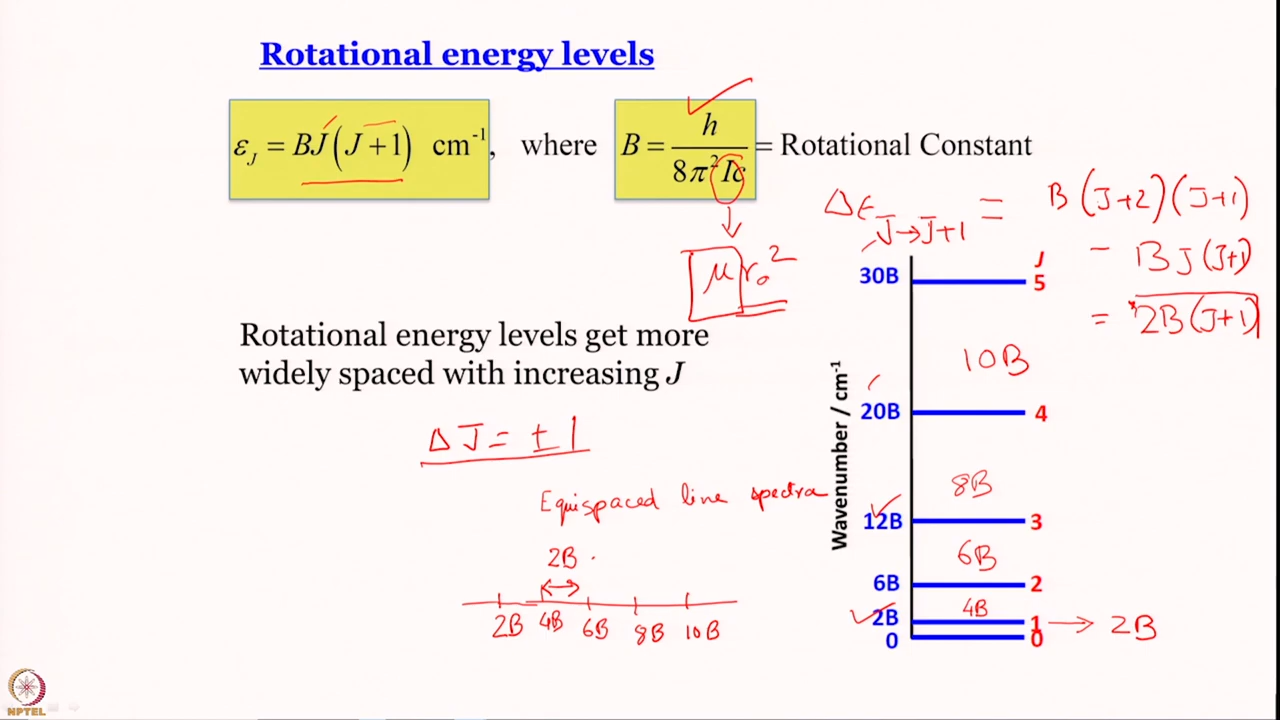 Rotational energy levels
εJ = BJ(J+1) cm⁻¹, where B = h / 8π²Ic = Rotational Constant
μr₀²
ΔE J→J+1 = B(J+2)(J+1)
- BJ(J+1)
= 2B(J+1)
Rotational energy levels get more
widely spaced with increasing J
ΔJ = ±1
Equispaced line spectra
2B
2B 4B 6B 8B 10B
Wavenumber / cm⁻¹
J
30B 5
10B
20B 4
8B
12B 3
6B
6B 2
4B
2B 1 → 2B
0 0
NPTEL